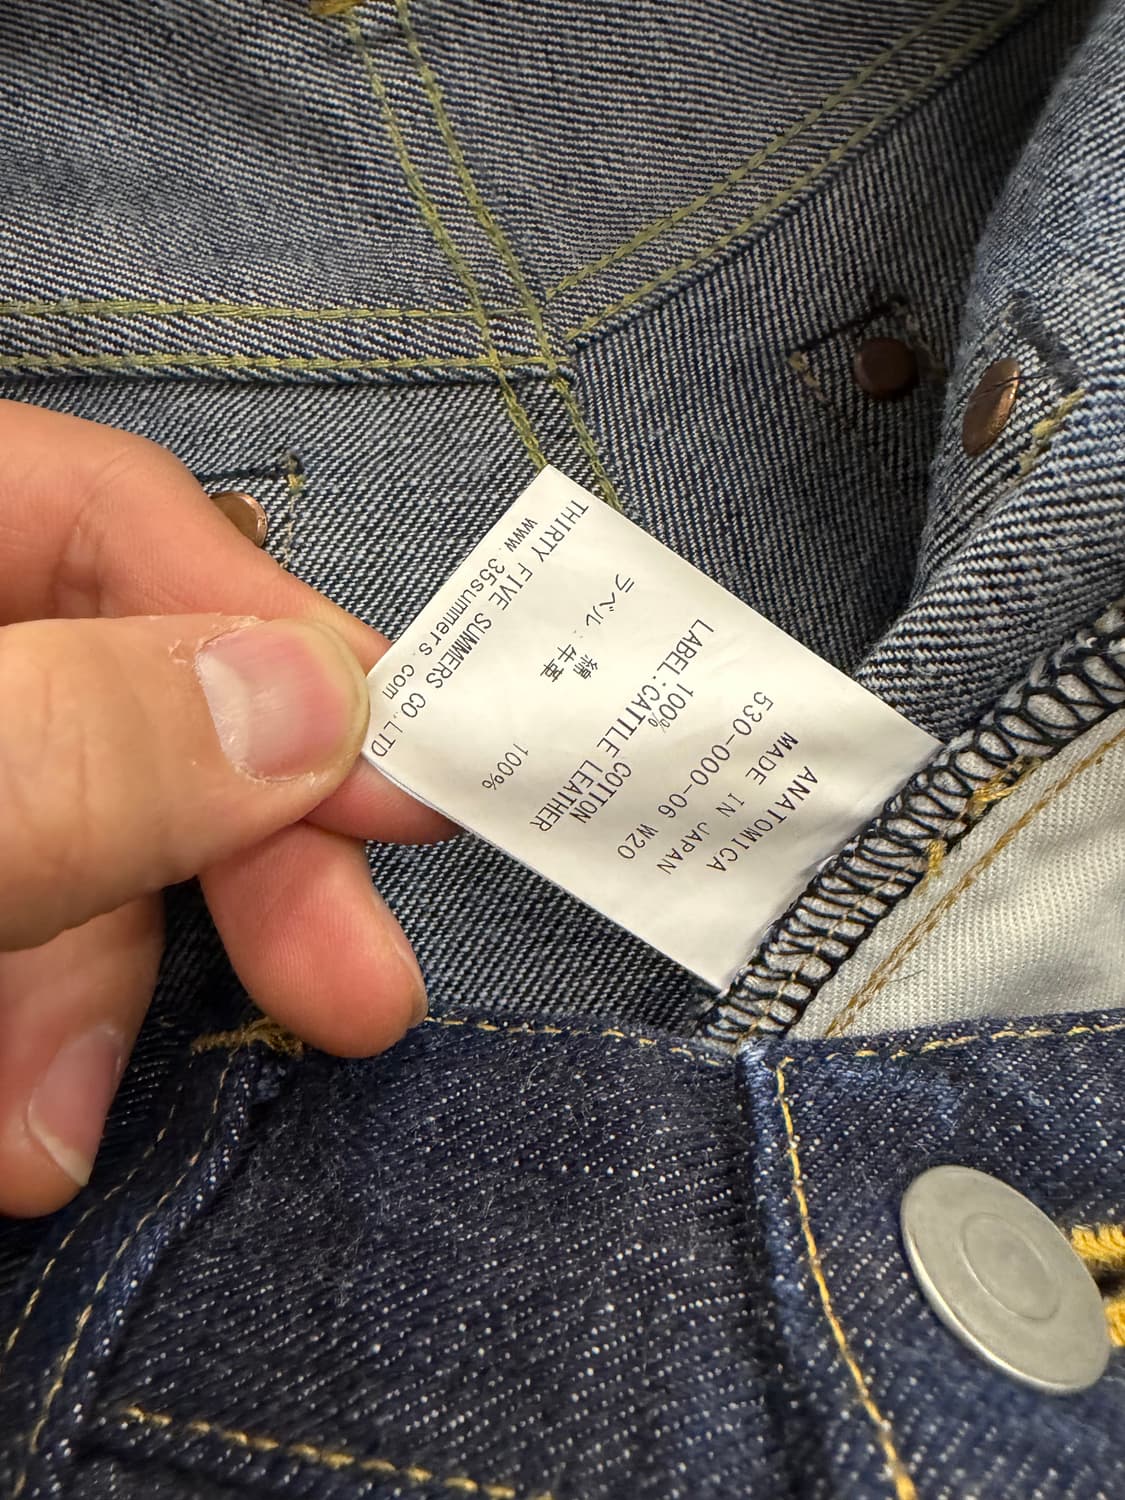 ANATOMICA
MADE IN JAPAN
530-000-06 W20
100% COTTON
LABEL:CATTLE LEATHER
綿 100%
ラベル:牛革
THIRTY FIVE SUMMERS CO.,LTD
www.35summers.com